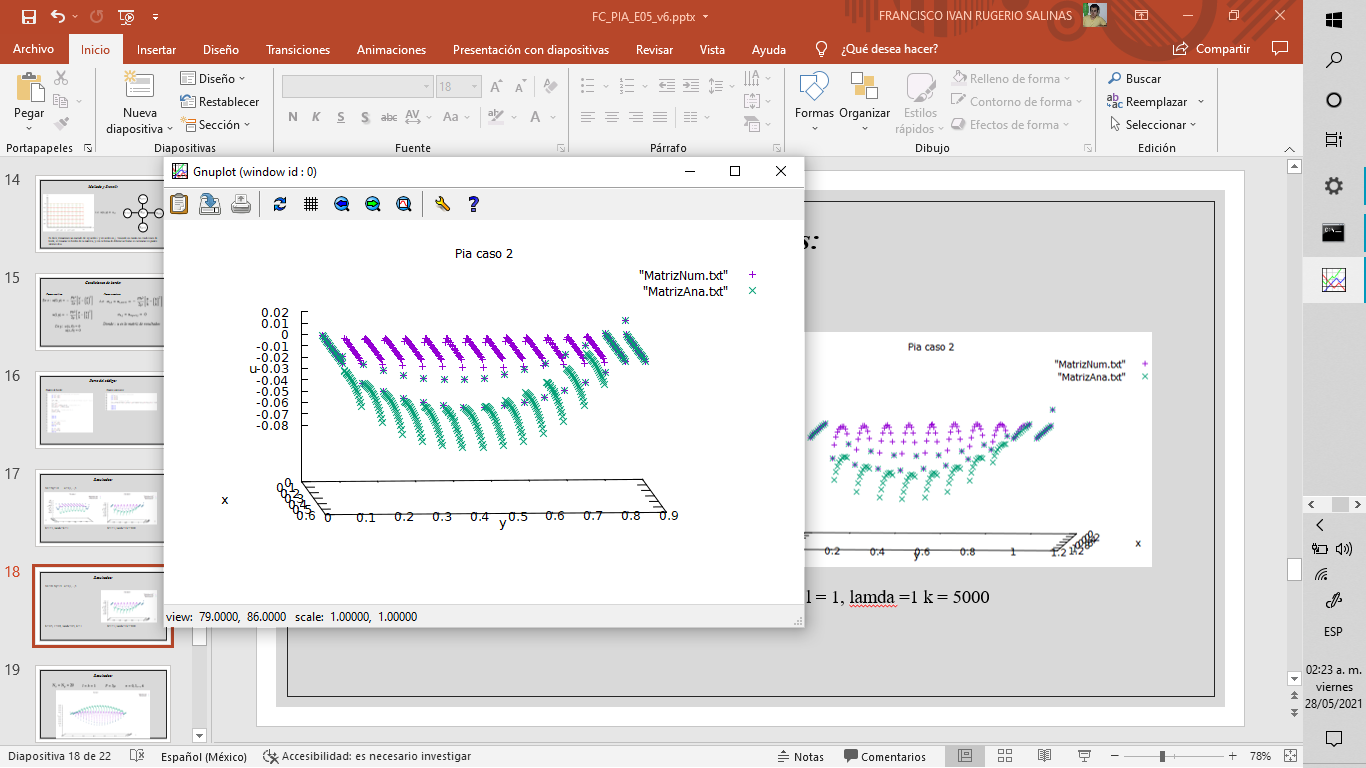 FC_PIA_E05_v6.pptx
FRANCISCO IVAN RUGERIO SALINAS
Archivo
Inicio
Insertar
Diseño
Transiciones
Animaciones
Presentación con diapositivas
Revisar
Vista
Ayuda
¿Qué desea hacer?
Compartir
Pegar
Nueva
diapositiva
Diseño
Restablecer
Sección
18
N K S S abc AV Aa A
Formas
Organizar
Estilos
rápidos
Relleno de forma
Contorno de forma
Efectos de forma
Buscar
Reemplazar
Seleccionar
Portapapeles
Diapositivas
Fuente
Párrafo
Dibujo
Edición
14
15
16
17
18
19
Gnuplot (window id : 0)
Pia caso 2
"MatrizNum.txt"
"MatrizAna.txt"
0.02
0.01
0
-0.01
-0.02
u
-0.03
-0.04
-0.05
-0.06
-0.07
-0.08
x
0.6
0 0.1 0.2 0.3 0.4 0.5 0.6 0.7 0.8 0.9
y
view: 79.0000, 86.0000 scale: 1.00000, 1.00000
s:
Pia caso 2
"MatrizNum.txt"
"MatrizAna.txt"
0.2 0.4 0.6 0.8 1 1.2
y
x
l = 1, lamda =1 k = 5000
ESP
02:23 a. m.
viernes
28/05/2021
Diapositiva 18 de 22
Español (México)
Accesibilidad: es necesario investigar
Notas
Comentarios
78%